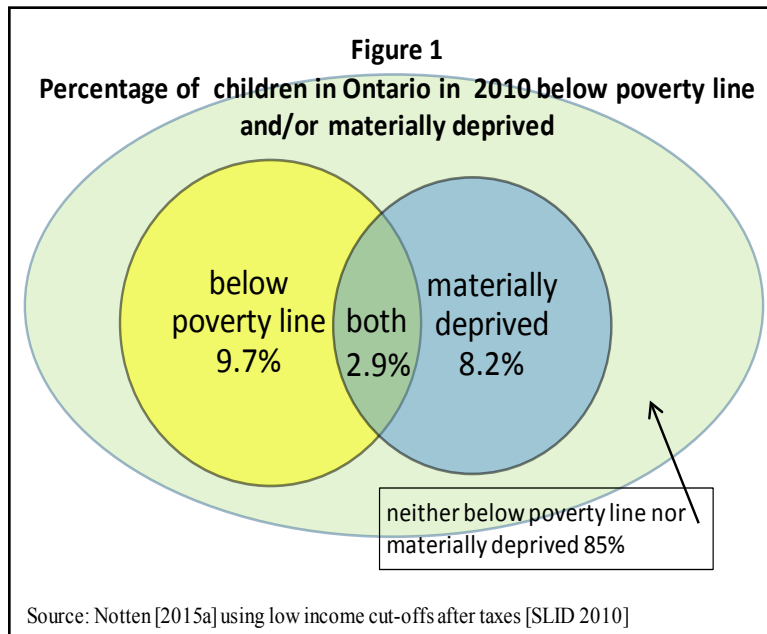 Figure 1
Percentage of children in Ontario in 2010 below poverty line
and/or materially deprived
below
poverty line
9.7%
both
2.9%
materially
deprived
8.2%
neither below poverty line nor
materially deprived 85%
Source: Notten [2015a] using low income cut-offs after taxes [SLID 2010]